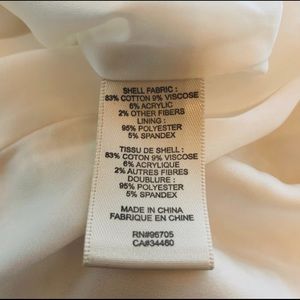 SHELL FABRIC :
83% COTTON 9% VISCOSE
6% ACRYLIC
2% OTHER FIBERS
LINING :
95% POLYESTER
5% SPANDEX
TISSU DE SHELL :
83% COTON 9% VISCOSE
6% ACRYLIQUE
2% AUTRES FIBRES
DOUBLURE :
95% POLYESTER
5% SPANDEX
MADE IN CHINA
FABRIQUE EN CHINE
RN#96705
CA#34460